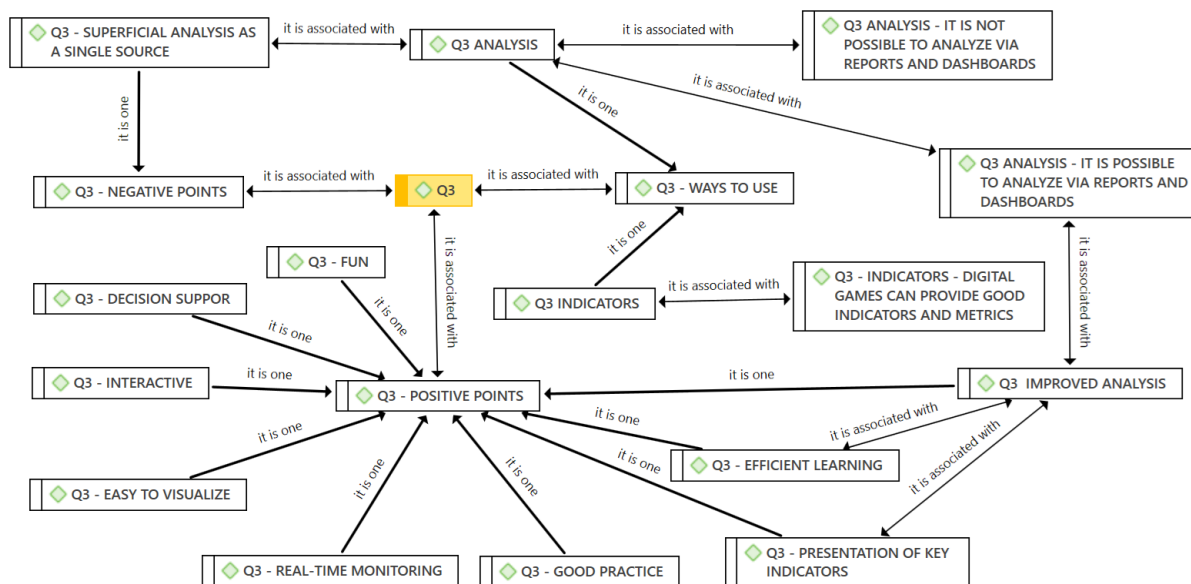 Q3 - SUPERFICIAL ANALYSIS AS
A SINGLE SOURCE
it is associated with
Q3 ANALYSIS
it is associated with
Q3 ANALYSIS - IT IS NOT
POSSIBLE TO ANALYZE VIA
REPORTS AND DASHBOARDS
it is one
it is one
it is associated with
Q3 - NEGATIVE POINTS
it is associated with
Q3
it is associated with
Q3 - WAYS TO USE
Q3 ANALYSIS - IT IS POSSIBLE
TO ANALYZE VIA REPORTS AND
DASHBOARDS
it is associated with
it is one
it is associated with
Q3 - FUN
Q3 - DECISION SUPPOR
Q3 INDICATORS
it is associated with
Q3 - INDICATORS - DIGITAL
GAMES CAN PROVIDE GOOD
INDICATORS AND METRICS
it is one
it is one
Q3 - INTERACTIVE
it is one
Q3 - POSITIVE POINTS
it is one
Q3 IMPROVED ANALYSIS
it is one
it is one
it is associated with
it is associated with
Q3 - EFFICIENT LEARNING
Q3 - EASY TO VISUALIZE
it is one
it is one
it is one
Q3 - REAL-TIME MONITORING
Q3 - GOOD PRACTICE
Q3 - PRESENTATION OF KEY
INDICATORS